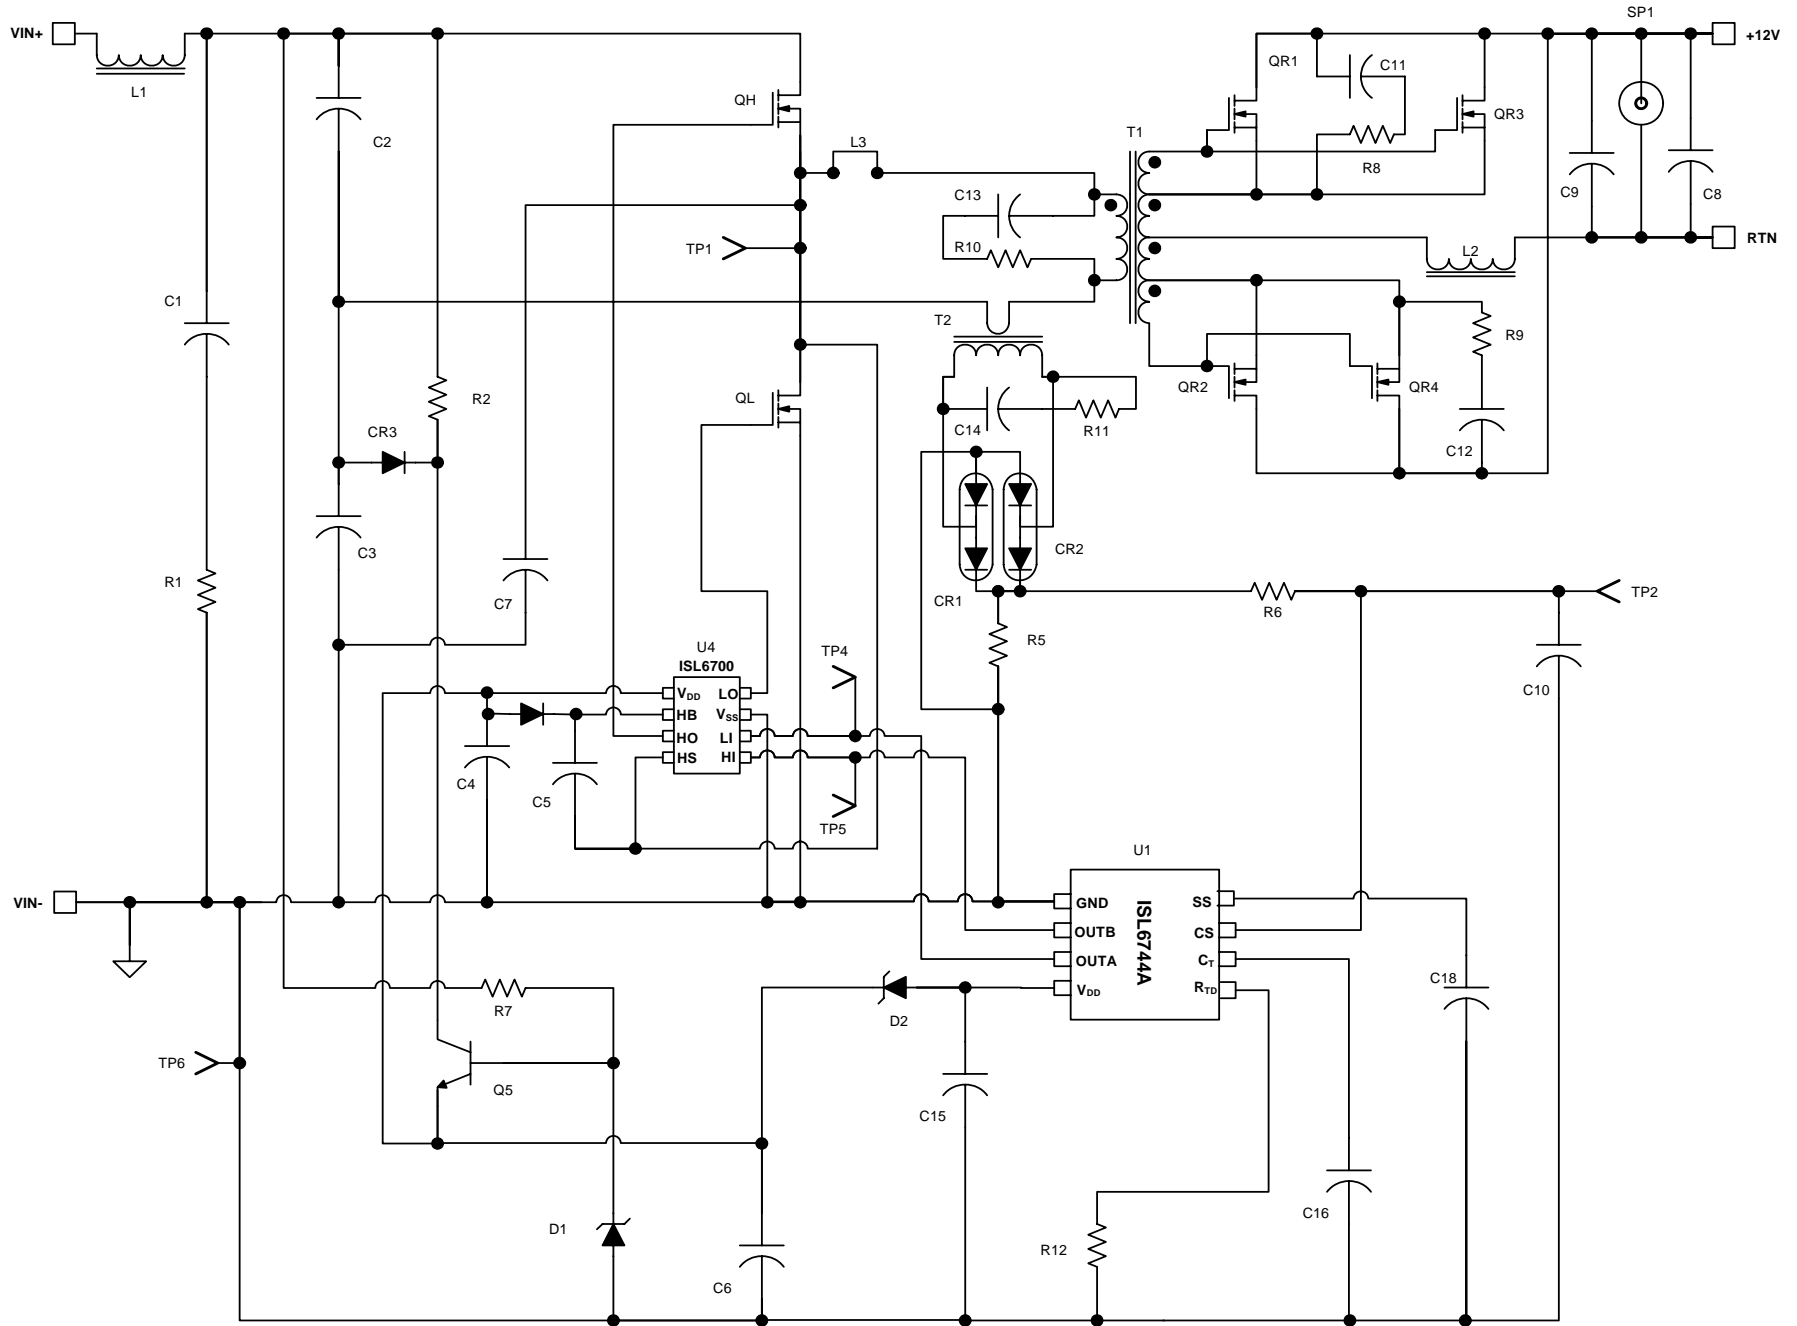 SP1
VIN+
+12V
L1
QR1
C11
QH
QR3
T1
C2
L3
R8
C9
C8
C13
TP1
R10
L2
RTN
C1
T2
R9
QR2
QR4
QL
R2
CR3
C14
R11
C12
C3
CR2
R1
C7
CR1
R6
TP2
R5
U4
ISL6700
TP4
C10
VDD
LO
HB
VSS
HO
LI
HS
HI
C4
C5
TP5
U1
VIN-
GND
SS
OUTB
CS
OUTA
CT
VDD
RTD
ISL6744A
C18
R7
D2
TP6
Q5
C15
C16
D1
R12
C6